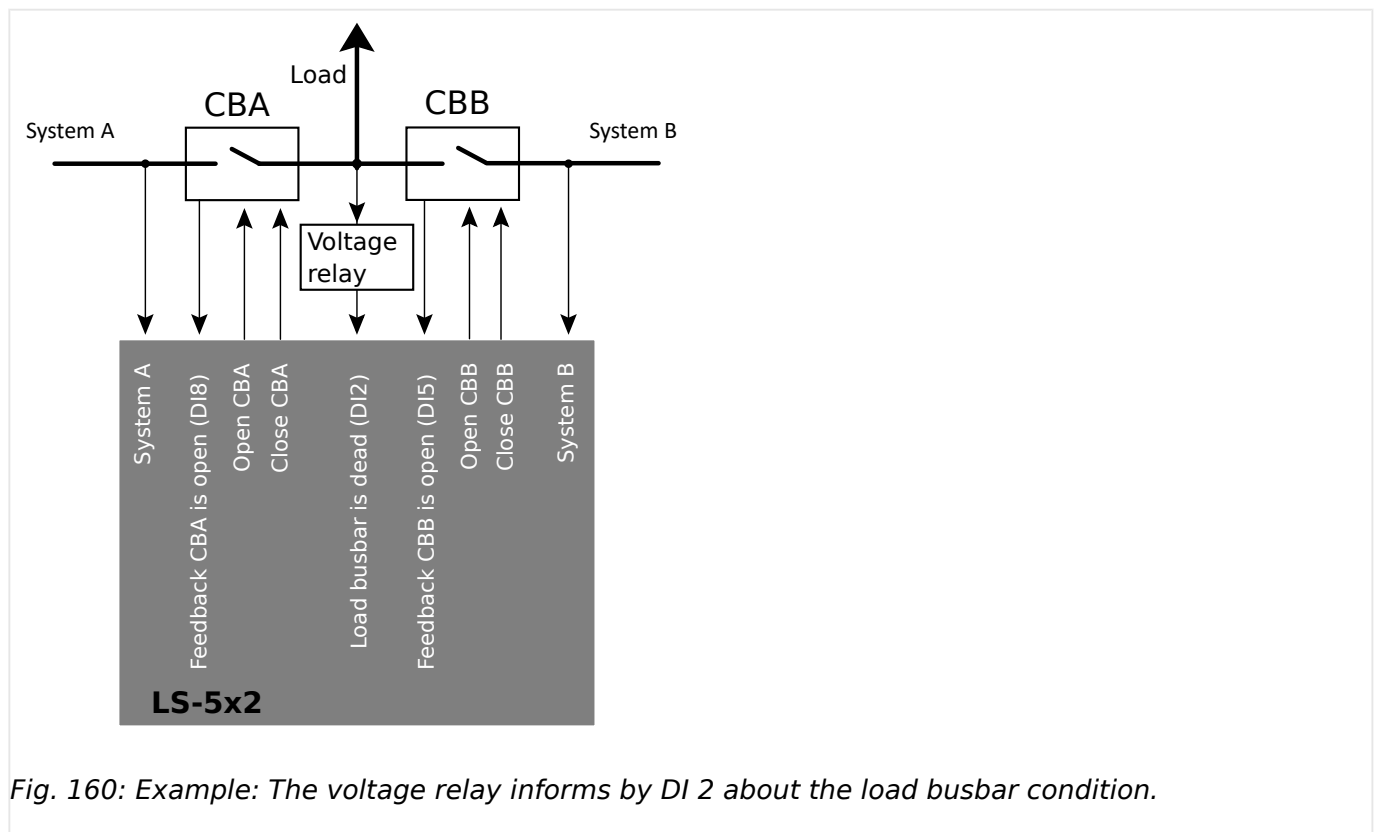 Load
CBA
CBB
System A
System B
Voltage
relay
System A
Feedback CBA is open (DI8)
Open CBA
Close CBA
Load busbar is dead (DI2)
Feedback CBB is open (DI5)
Open CBB
Close CBB
System B
LS-5x2
Fig. 160: Example: The voltage relay informs by DI 2 about the load busbar condition.